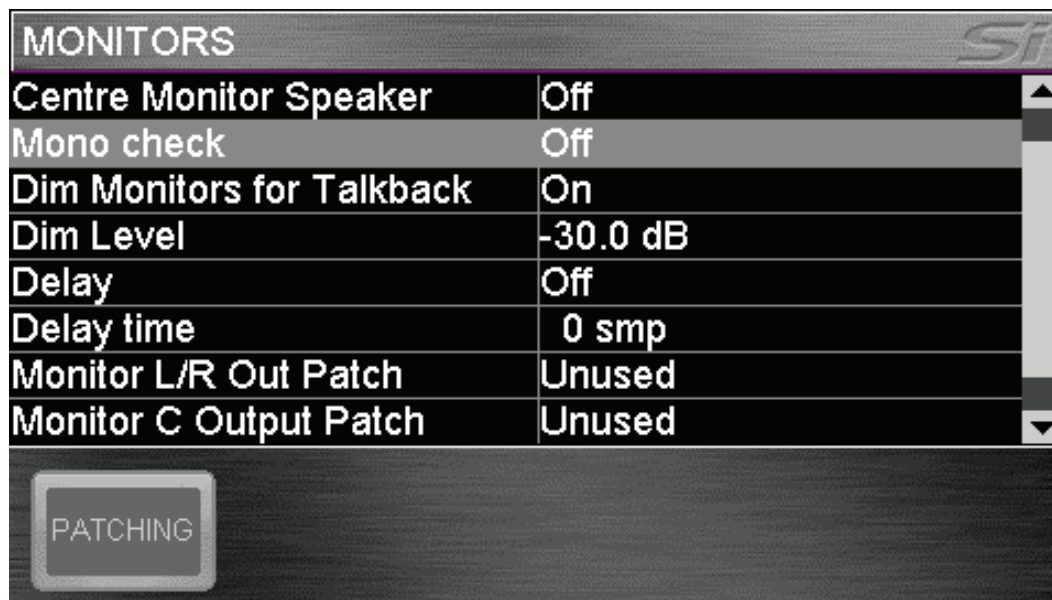 MONITORS Si
Centre Monitor Speaker Off
Mono check Off
Dim Monitors for Talkback On
Dim Level -30.0 dB
Delay Off
Delay time 0 smp
Monitor L/R Out Patch Unused
Monitor C Output Patch Unused
PATCHING